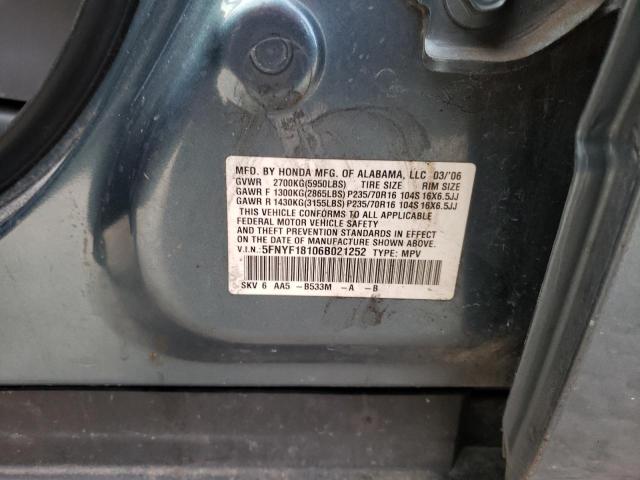 MFD. BY HONDA MFG. OF ALABAMA, LLC 03/'06
GVWR 2700KG(5950LBS) TIRE SIZE RIM SIZE
GAWR F 1300KG(2865LBS) P235/70R16 104S 16X6.5JJ
GAWR R 1430KG(3155LBS) P235/70R16 104S 16X6.5JJ
THIS VEHICLE CONFORMS TO ALL APPLICABLE
FEDERAL MOTOR VEHICLE SAFETY
AND THEFT PREVENTION STANDARDS IN EFFECT
ON THE DATE OF MANUFACTURE SHOWN ABOVE.
V.I.N.: 5FNYF18106B021252 TYPE: MPV
SKV 6 AA5 -B533M -A -B